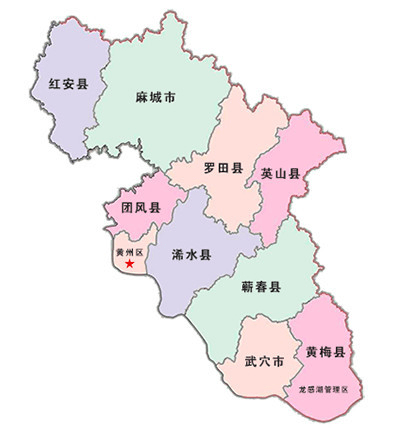 红安县
麻城市
罗田县
英山县
团风县
黄州区
浠水县
蕲春县
武穴市
黄梅县
龙感湖管理区